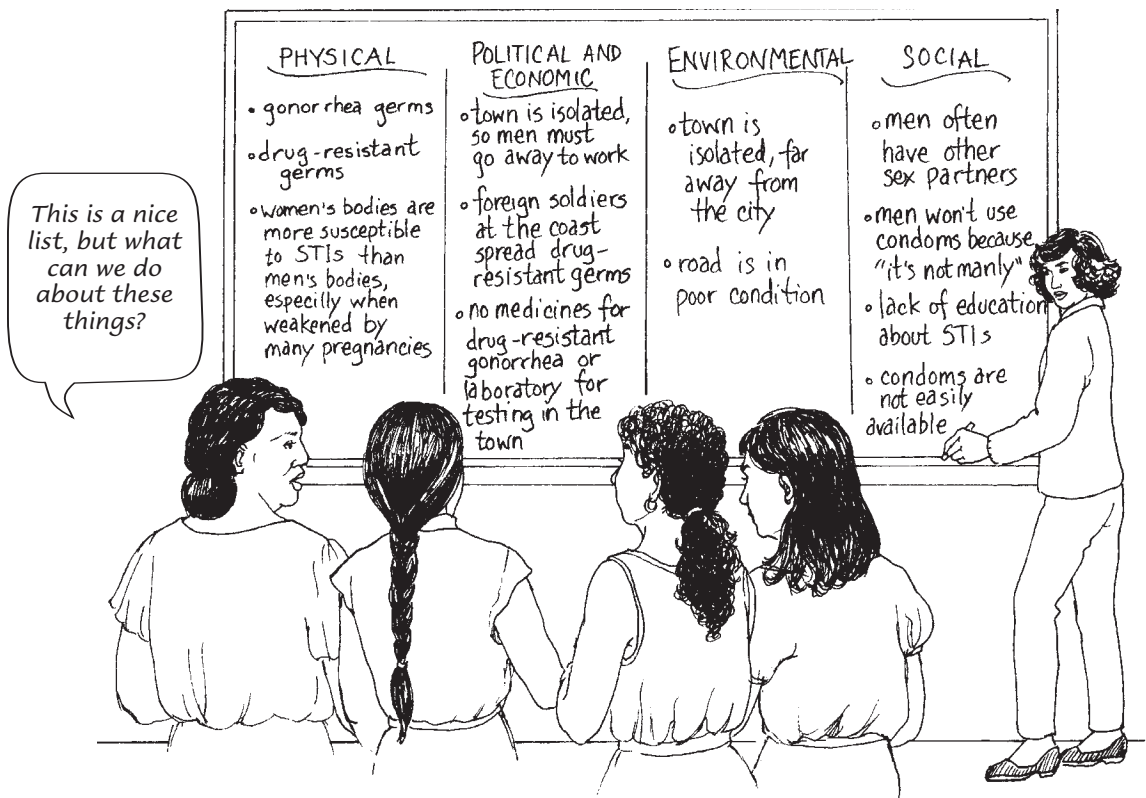 This is a nice
list, but what
can we do
about these
things?
PHYSICAL
• gonorrhea germs
• drug-resistant
germs
• women's bodies are
more susceptible
to STIs than
men's bodies,
especilly when
weakened by
many pregnancies
POLITICAL AND
ECONOMIC
• town is isolated,
so men must
go away to work
• foreign soldiers
at the coast
spread drug-
resistant germs
• no medicines for
drug-resistant
gonorrhea or
laboratory for
testing in the
town
ENVIRONMENTAL
• town is
isolated, far
away from
the city
• road is in
poor condition
SOCIAL
• men often
have other
sex partners
• men won't use
condoms because
"it's not manly"
• lack of education
about STIs
• condoms are
not easily
available